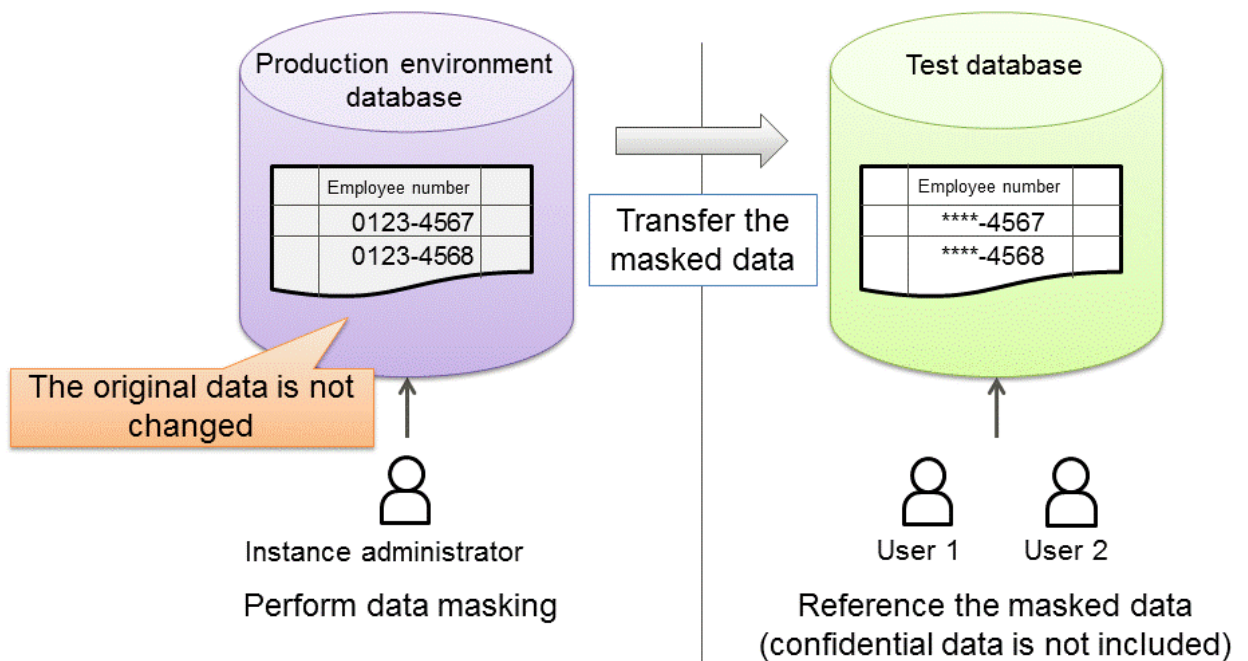 Production environment
database
Employee number
0123-4567
0123-4568
The original data is not
changed
Instance administrator
Perform data masking
Transfer the
masked data
Test database
Employee number
****-4567
****-4568
User 1
User 2
Reference the masked data
(confidential data is not included)